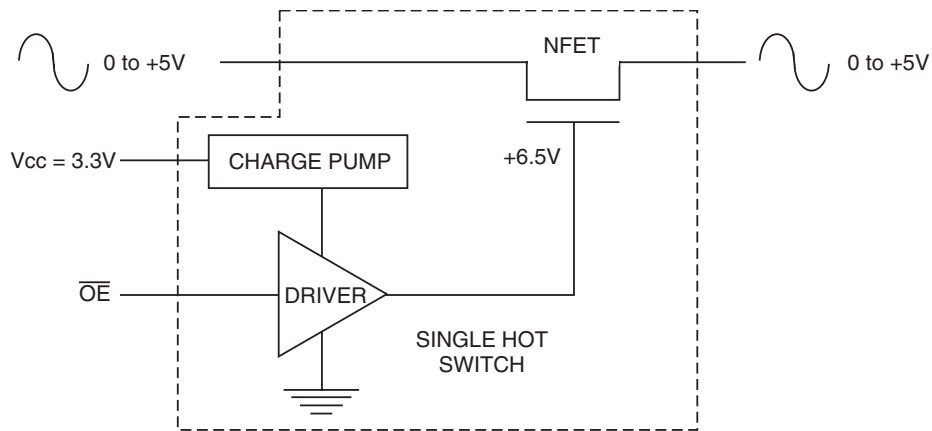 NFET
0 to +5V
0 to +5V
Vcc = 3.3V
CHARGE PUMP
+6.5V
OE
DRIVER
SINGLE HOT
SWITCH